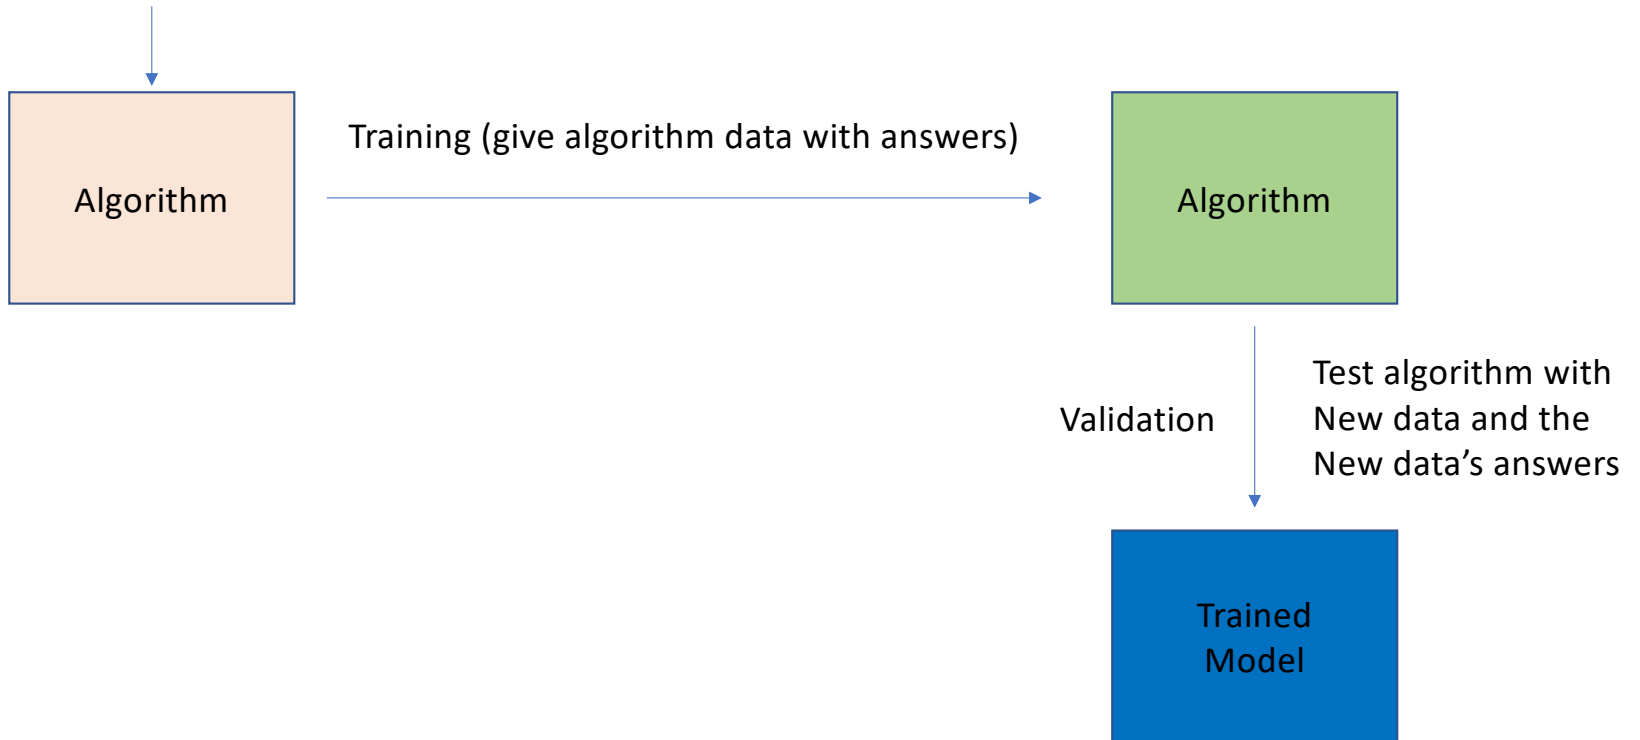 Training (give algorithm data with answers)
Algorithm
Algorithm
Validation
Test algorithm with
New data and the
New data’s answers
Trained
Model